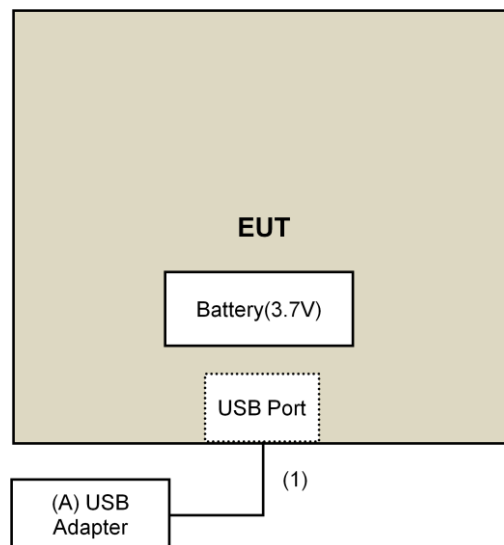 EUT
Battery(3.7V)
USB Port
(1)
(A) USB
Adapter